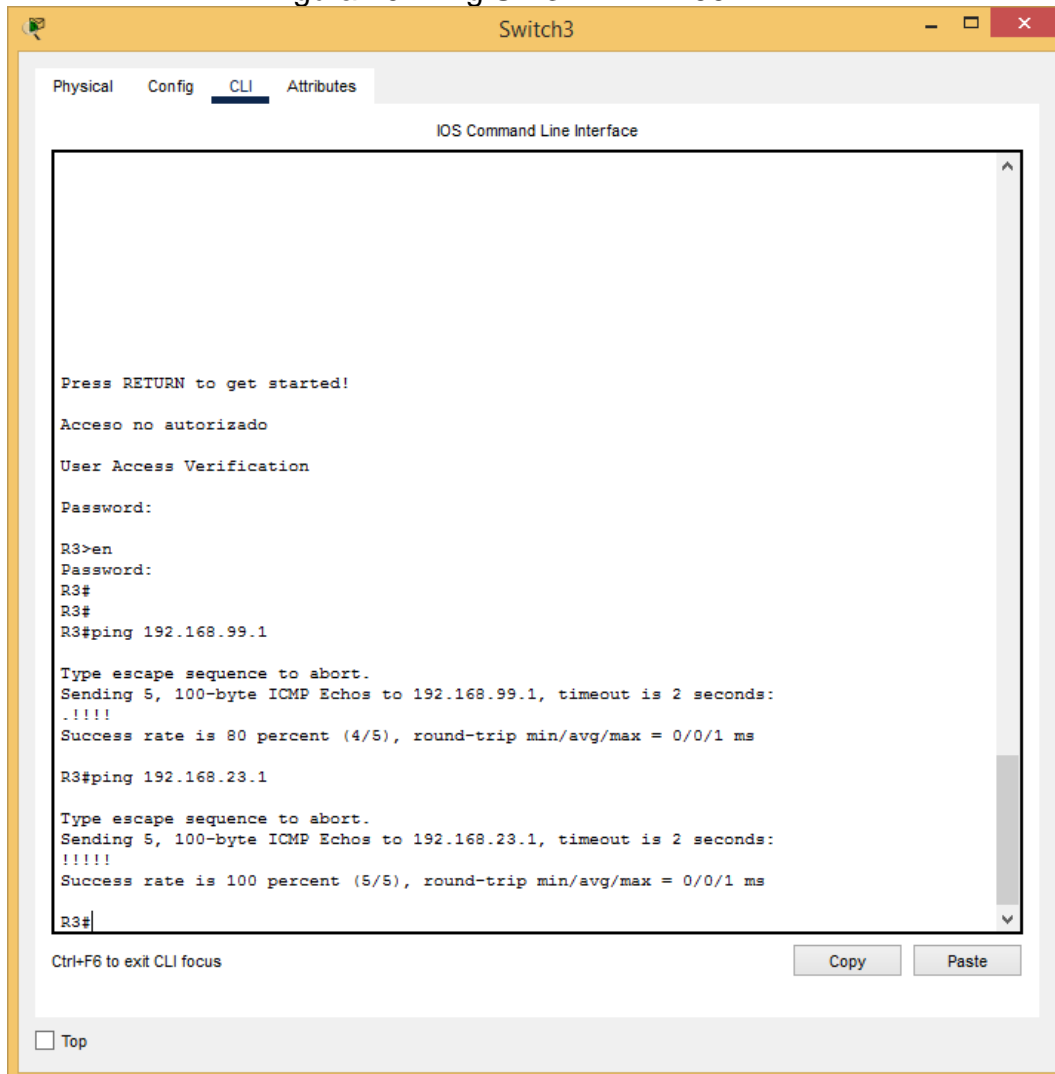 Switch3
Physical Config CLI Attributes
IOS Command Line Interface
Press RETURN to get started!
Acceso no autorizado
User Access Verification
Password:
R3>en
Password:
R3#
R3#
R3#ping 192.168.99.1
Type escape sequence to abort.
Sending 5, 100-byte ICMP Echos to 192.168.99.1, timeout is 2 seconds:
.!!!!
Success rate is 80 percent (4/5), round-trip min/avg/max = 0/0/1 ms
R3#ping 192.168.23.1
Type escape sequence to abort.
Sending 5, 100-byte ICMP Echos to 192.168.23.1, timeout is 2 seconds:
!!!!!
Success rate is 100 percent (5/5), round-trip min/avg/max = 0/0/1 ms
R3#
Ctrl+F6 to exit CLI focus
Copy Paste
Top